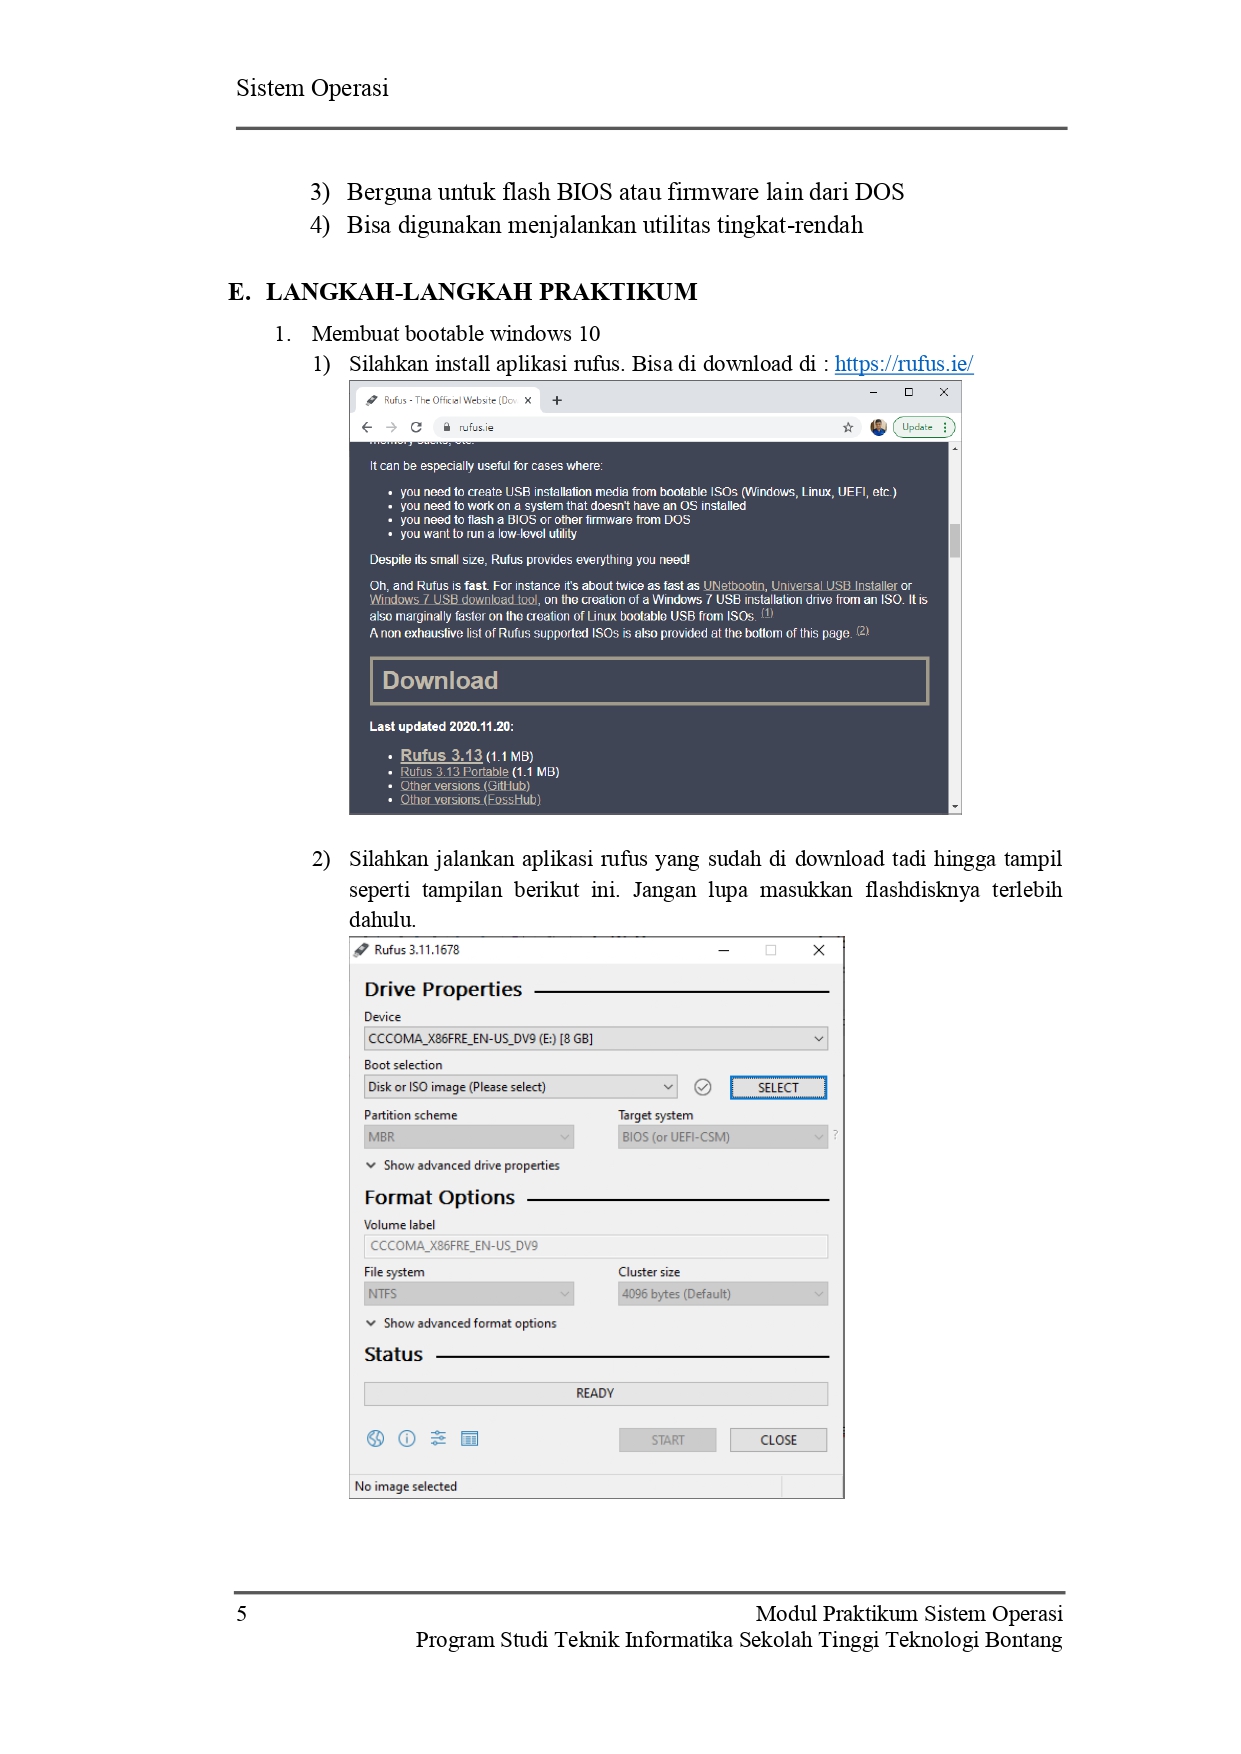 Sistem Operasi
3) Berguna untuk flash BIOS atau firmware lain dari DOS
4) Bisa digunakan menjalankan utilitas tingkat-rendah
E. LANGKAH-LANGKAH PRAKTIKUM
1. Membuat bootable windows 10
1) Silahkan install aplikasi rufus. Bisa di download di : https://rufus.ie/
Rufus - The Official Website (Do
rufus.ie
Update
It can be especially useful for cases where:
• you need to create USB installation media from bootable ISOs (Windows, Linux, UEFI, etc.)
• you need to work on a system that doesn't have an OS installed
• you need to flash a BIOS or other firmware from DOS
• you want to run a low-level utility
Despite its small size, Rufus provides everything you need!
Oh, and Rufus is fast. For instance it's about twice as fast as UNetbootin, Universal USB Installer or
Windows 7 USB download tool, on the creation of a Windows 7 USB installation drive from an ISO. It is
also marginally faster on the creation of Linux bootable USB from ISOs. (1)
A non exhaustive list of Rufus supported ISOs is also provided at the bottom of this page. (2)
Download
Last updated 2020.11.20:
• Rufus 3.13 (1.1 MB)
• Rufus 3.13 Portable (1.1 MB)
• Other versions (GitHub)
• Other versions (FossHub)
2) Silahkan jalankan aplikasi rufus yang sudah di download tadi hingga tampil
seperti tampilan berikut ini. Jangan lupa masukkan flashdisknya terlebih
dahulu.
Rufus 3.11.1678
Drive Properties
Device
CCCOMA_X86FRE_EN-US_DV9 (E:) [8 GB]
Boot selection
Disk or ISO image (Please select)
SELECT
Partition scheme
Target system
MBR
BIOS (or UEFI-CSM)
?
Show advanced drive properties
Format Options
Volume label
CCCOMA_X86FRE_EN-US_DV9
File system
Cluster size
NTFS
4096 bytes (Default)
Show advanced format options
Status
READY
START
CLOSE
No image selected
5
Modul Praktikum Sistem Operasi
Program Studi Teknik Informatika Sekolah Tinggi Teknologi Bontang